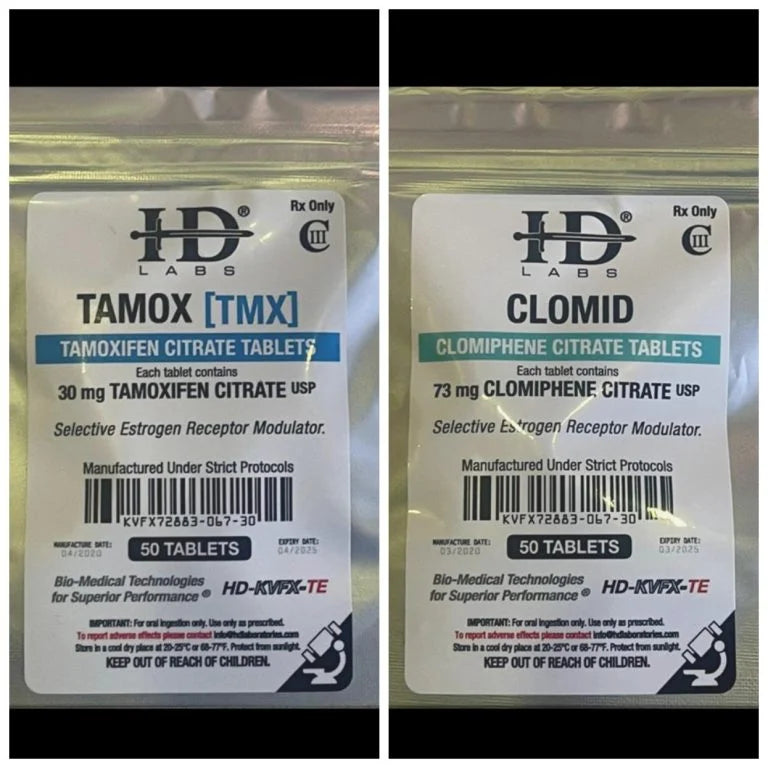 HD®
LABS
Rx Only
CIII
TAMOX [TMX]
TAMOXIFEN CITRATE TABLETS
Each tablet contains
30 mg TAMOXIFEN CITRATE USP
Selective Estrogen Receptor Modulator.
Manufactured Under Strict Protocols
KVFX72883-067-30
MANUFACTURE DATE:
04/2020
50 TABLETS
EXPIRY DATE:
04/2025
Bio-Medical Technologies
for Superior Performance ®
HD-KVFX-TE
IMPORTANT: For oral ingestion only. Use only as prescribed.
To report adverse effects please contact info@hdlaboratories.com
Store in a cool dry place at 20-25°C or 68-77°F. Protect from sunlight.
KEEP OUT OF REACH OF CHILDREN.
HD®
LABS
Rx Only
CIII
CLOMID
CLOMIPHENE CITRATE TABLETS
Each tablet contains
73 mg CLOMIPHENE CITRATE USP
Selective Estrogen Receptor Modulator.
Manufactured Under Strict Protocols
KVFX72883-067-30
MANUFACTURE DATE:
03/2020
50 TABLETS
EXPIRY DATE:
03/2025
Bio-Medical Technologies
for Superior Performance ®
HD-KVFX-TE
IMPORTANT: For oral ingestion only. Use only as prescribed.
To report adverse effects please contact info@hdlaboratories.com
Store in a cool dry place at 20-25°C or 68-77°F. Protect from sunlight.
KEEP OUT OF REACH OF CHILDREN.